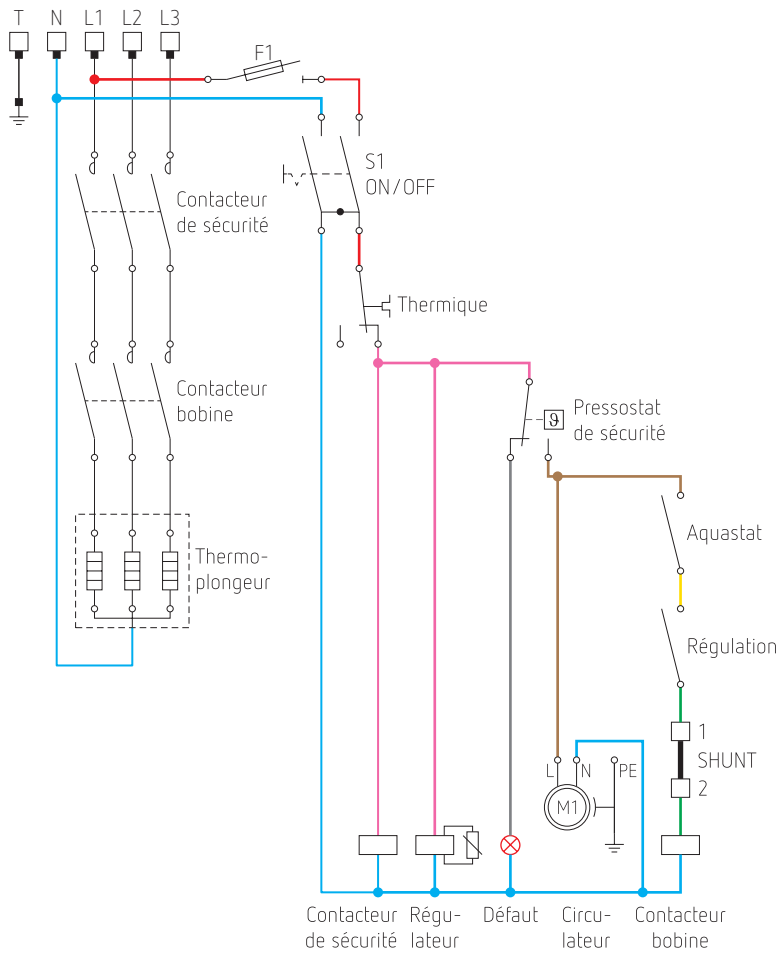 T N L1 L2 L3
F1
S1
ON/OFF
Contacteur
de sécurité
Thermique
Contacteur
bobine
Pressostat
de sécurité
ϑ
Aquastat
Thermo-
plongeur
Régulation
1
SHUNT
2
L N PE
M1
Contacteur
de sécurité
Régu-
lateur
Défaut
Circu-
lateur
Contacteur
bobine